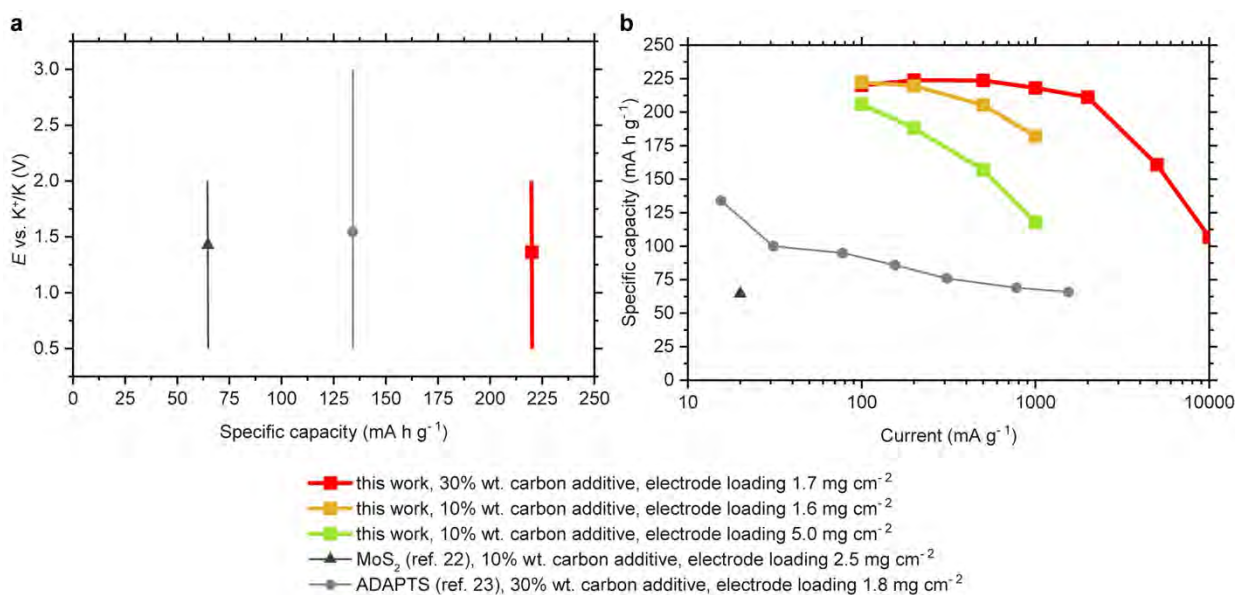 a
3.0
2.5
2.0
1.5
1.0
0.5
E vs. K⁺/K (V)
0 25 50 75 100 125 150 175 200 225 250
Specific capacity (mA h g⁻¹)
b
250
225
200
175
150
125
100
75
50
25
0
Specific capacity (mA h g⁻¹)
10 100 1000 10000
Current (mA g⁻¹)
this work, 30% wt. carbon additive, electrode loading 1.7 mg cm⁻²
this work, 10% wt. carbon additive, electrode loading 1.6 mg cm⁻²
this work, 10% wt. carbon additive, electrode loading 5.0 mg cm⁻²
MoS₂ (ref. 22), 10% wt. carbon additive, electrode loading 2.5 mg cm⁻²
ADAPTS (ref. 23), 30% wt. carbon additive, electrode loading 1.8 mg cm⁻²